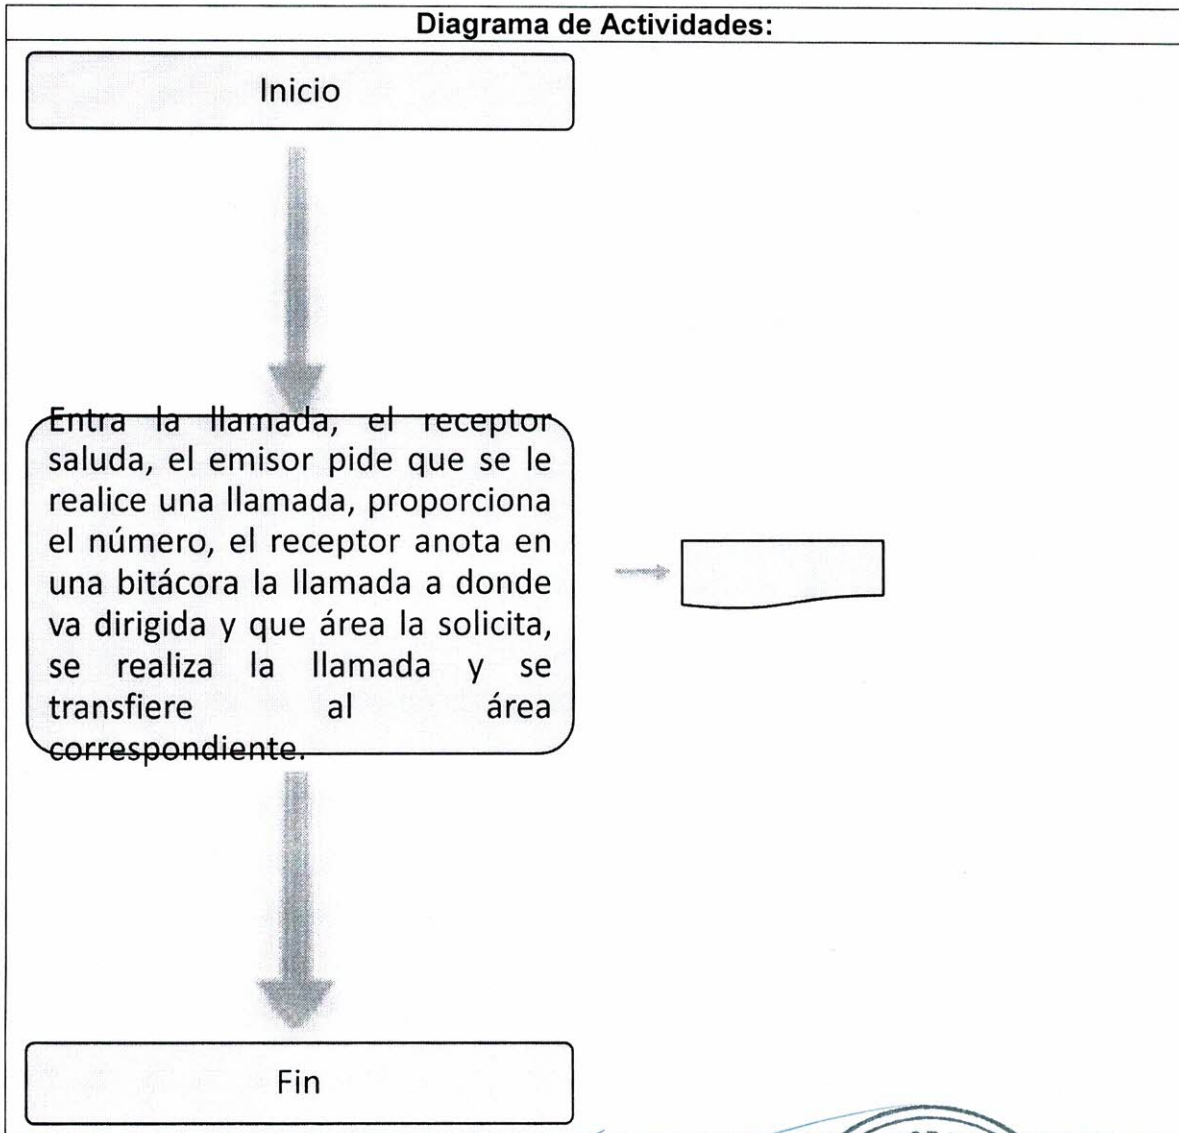 Diagrama de Actividades:
Inicio
Entra la llamada, el receptor
saluda, el emisor pide que se le
realice una llamada, proporciona
el número, el receptor anota en
una bitácora la llamada a donde
va dirigida y que área la solicita,
se realiza la llamada y se
transfiere al área
correspondiente.
Fin